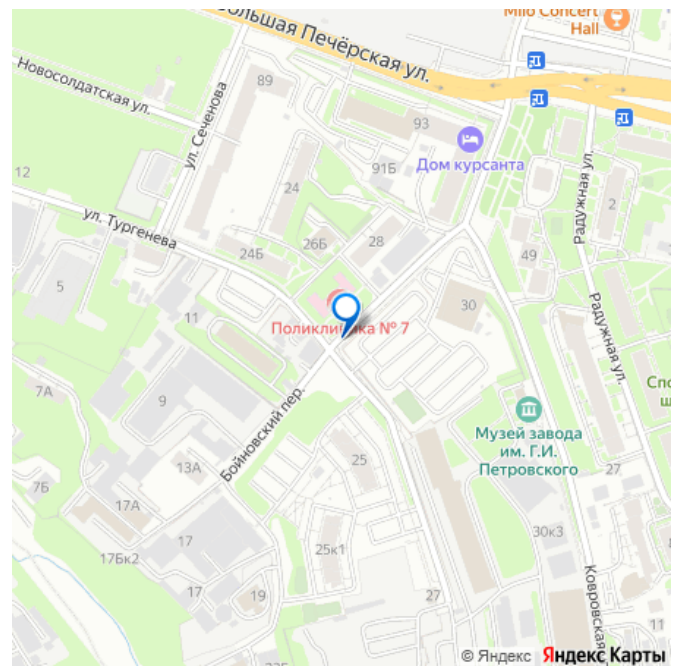 Milo Concert
Hall
Большая Печёрская ул.
Новосолдатская ул.
ул. Сеченова
89
93
91Б
Дом курсанта
Радужная ул.
12
24
2
ул. Тургенева
24Б
26Б
28
49
5
11
30
Поликлиника № 7
Радужная ул.
7А
9
Бойновский пер.
Музей завода
им. Г.И.
Петровского
13А
25
27
7Б
17А
17
30к3
17Бк2
25к1
19
27
Ковровская
11
© Яндекс Яндекс Карты